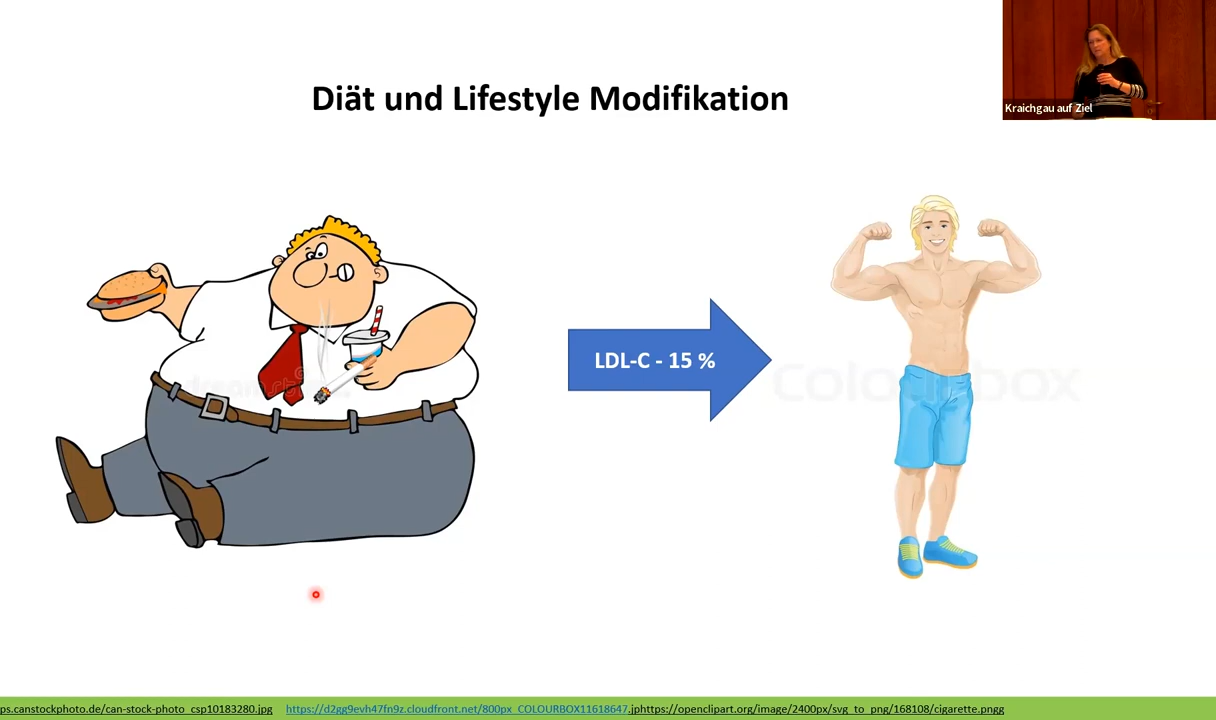 Kraichgau auf Ziel
Diät und Lifestyle Modifikation
LDL-C - 15 %
Colourbox
ps.canstockphoto.de/can-stock-photo_csp10183280.jpg https://d2gg9evh47fn9z.cloudfront.net/800px_COLOURBOX11618647.jphttps://openclipart.org/image/2400px/svg_to_png/168108/cigarette.pngg